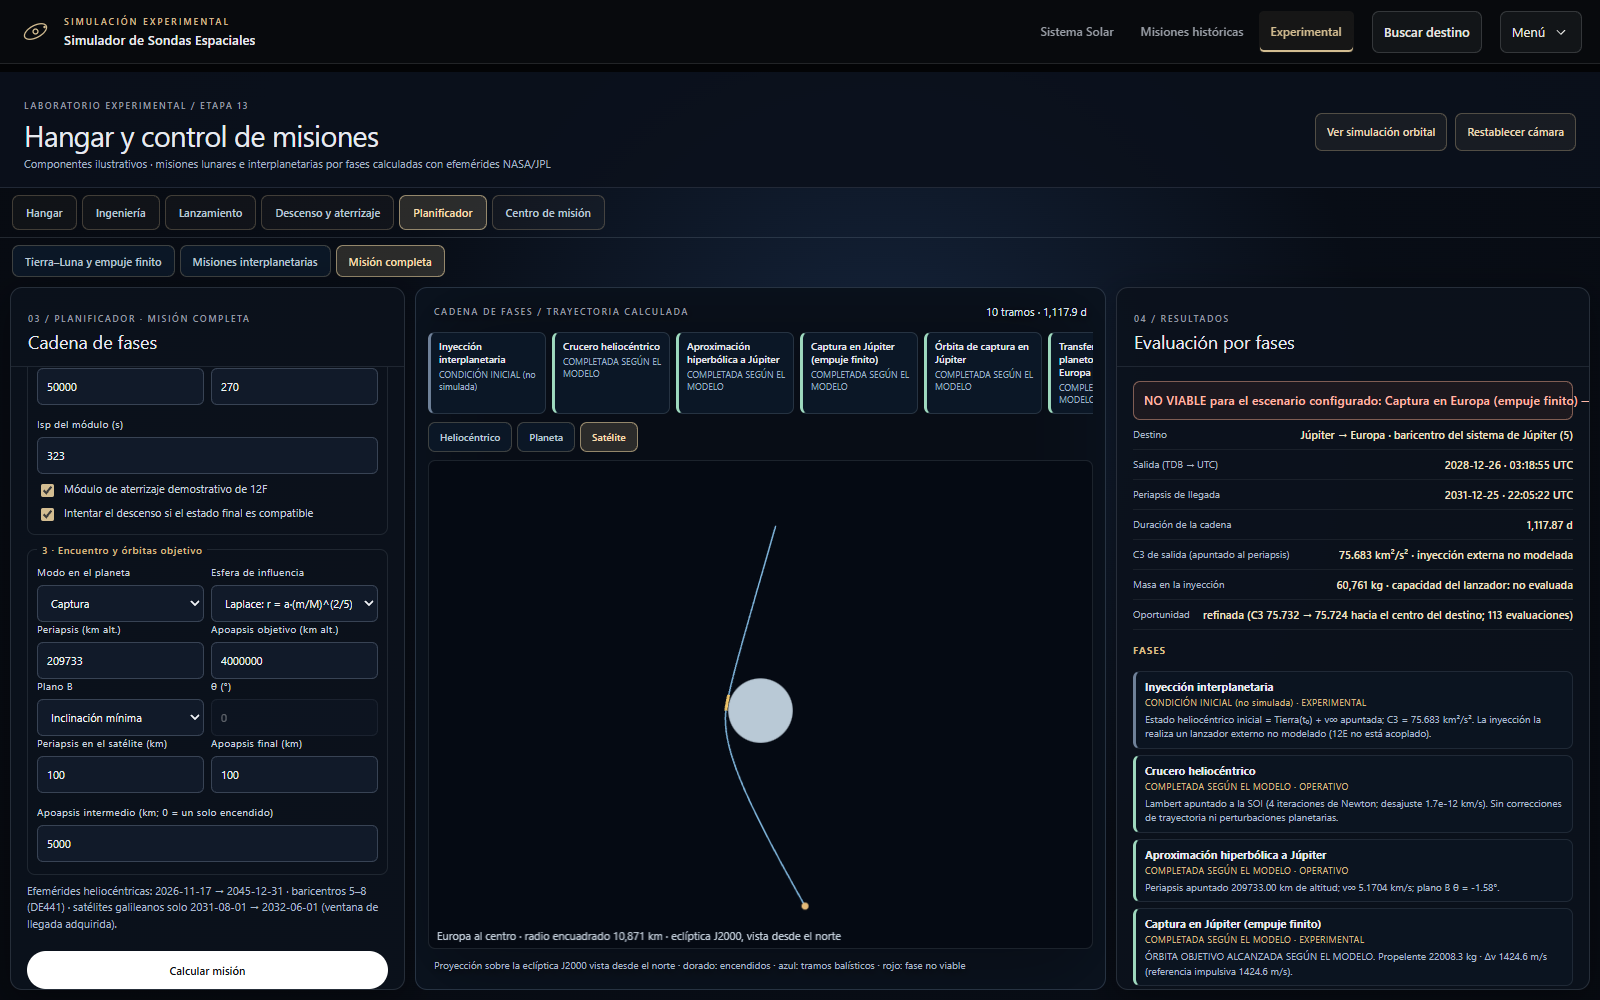 SIMULACIÓN EXPERIMENTAL
Simulador de Sondas Espaciales
Sistema Solar
Misiones históricas
Experimental
Buscar destino
Menú
LABORATORIO EXPERIMENTAL / ETAPA 13
Hangar y control de misiones
Componentes ilustrativos · misiones lunares e interplanetarias por fases calculadas con efemérides NASA/JPL
Ver simulación orbital
Restablecer cámara
Hangar
Ingeniería
Lanzamiento
Descenso y aterrizaje
Planificador
Centro de misión
Tierra–Luna y empuje finito
Misiones interplanetarias
Misión completa
03 / PLANIFICADOR · MISIÓN COMPLETA
Cadena de fases
50000
270
Isp del módulo (s)
323
Módulo de aterrizaje demostrativo de 12F
Intentar el descenso si el estado final es compatible
3 · Encuentro y órbitas objetivo
Modo en el planeta
Esfera de influencia
Captura
Laplace: r = a·(m/M)^(2/5)
Periapsis (km alt.)
Apoapsis objetivo (km alt.)
209733
4000000
Plano B
θ (°)
Inclinación mínima
0
Periapsis en el satélite (km)
Apoapsis final (km)
100
100
Apoapsis intermedio (km; 0 = un solo encendido)
5000
Efemérides heliocéntricas: 2026-11-17 → 2045-12-31 · baricentros 5–8
(DE441) · satélites galileanos solo 2031-08-01 → 2032-06-01 (ventana de
llegada adquirida).
Calcular misión
CADENA DE FASES / TRAYECTORIA CALCULADA
10 tramos · 1,117.9 d
Inyección
interplanetaria
CONDICIÓN INICIAL (no
simulada)
Crucero heliocéntrico
COMPLETADA SEGÚN EL
MODELO
Aproximación
hiperbólica a Júpiter
COMPLETADA SEGÚN EL
MODELO
Captura en Júpiter
(empuje finito)
COMPLETADA SEGÚN EL
MODELO
Órbita de captura en
Júpiter
COMPLETADA SEGÚN EL
MODELO
Transfe
planeto
Europa
COMPLE
MODELO
Heliocéntrico
Planeta
Satélite
Europa al centro · radio encuadrado 10,871 km · eclíptica J2000, vista desde el norte
Proyección sobre la eclíptica J2000 vista desde el norte · dorado: encendidos · azul: tramos balísticos · rojo: fase no viable
04 / RESULTADOS
Evaluación por fases
NO VIABLE para el escenario configurado: Captura en Europa (empuje finito) —
Destino
Júpiter → Europa · baricentro del sistema de Júpiter (5)
Salida (TDB → UTC)
2028-12-26 · 03:18:55 UTC
Periapsis de llegada
2031-12-25 · 22:05:22 UTC
Duración de la cadena
1,117.87 d
C3 de salida (apuntado al periapsis)
75.683 km²/s² · inyección externa no modelada
Masa en la inyección
60,761 kg · capacidad del lanzador: no evaluada
Oportunidad
refinada (C3 75.732 → 75.724 hacia el centro del destino; 113 evaluaciones)
FASES
Inyección interplanetaria
CONDICIÓN INICIAL (no simulada) · EXPERIMENTAL
Estado heliocéntrico inicial = Tierra(t₀) + v∞ apuntada; C3 = 75.683 km²/s². La inyección la
realiza un lanzador externo no modelado (12E no está acoplado).
Crucero heliocéntrico
COMPLETADA SEGÚN EL MODELO · OPERATIVO
Lambert apuntado a la SOI (4 iteraciones de Newton; desajuste 1.7e-12 km/s). Sin correcciones
de trayectoria ni perturbaciones planetarias.
Aproximación hiperbólica a Júpiter
COMPLETADA SEGÚN EL MODELO · OPERATIVO
Periapsis apuntado 209733.00 km de altitud; v∞ 5.1704 km/s; plano B θ = -1.58°.
Captura en Júpiter (empuje finito)
COMPLETADA SEGÚN EL MODELO · EXPERIMENTAL
ÓRBITA OBJETIVO ALCANZADA SEGÚN EL MODELO. Propelente 22008.3 kg · Δv 1424.6 m/s
(referencia impulsiva 1424.6 m/s).